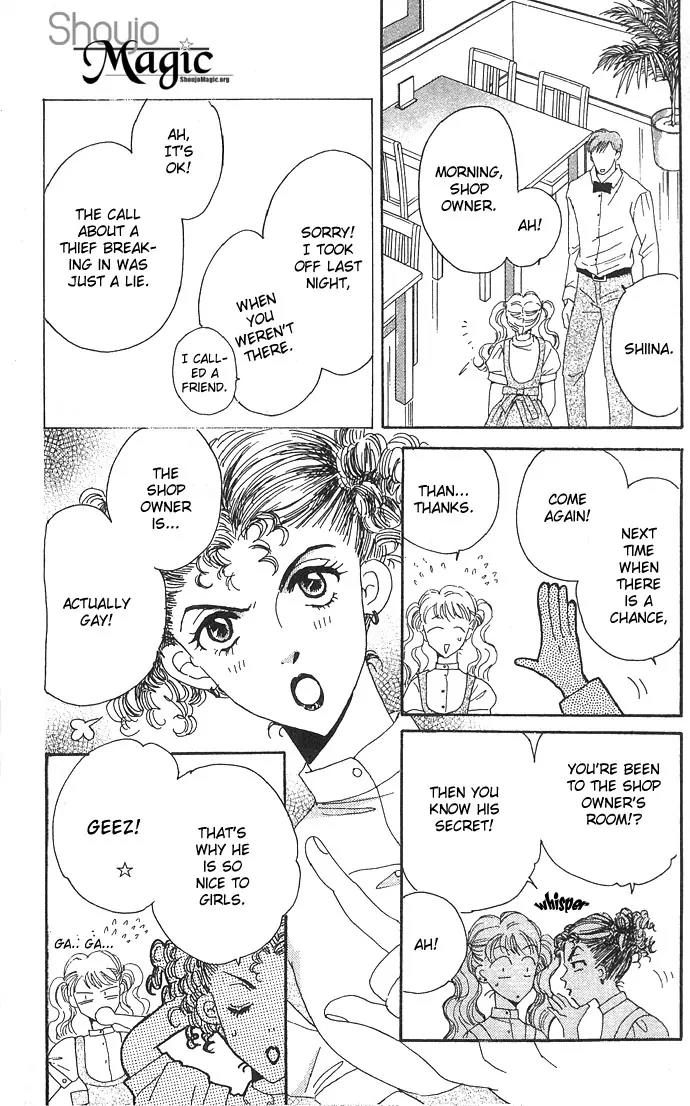 Shoujo
Magic
ShoujoMagic.org
SHIINA.
MORNING,
SHOP
OWNER.
AH!
SORRY!
I TOOK
OFF LAST
NIGHT,
WHEN
YOU
WEREN'T
THERE.
I CALL-
ED A
FRIEND.
AH,
IT'S
OK!
THE CALL
ABOUT A
THIEF BREAK-
ING IN WAS
JUST A LIE.
NEXT
TIME
WHEN
THERE
IS A
CHANCE,
COME
AGAIN!
THAN...
THANKS.
YOU'RE BEEN
TO THE SHOP
OWNER'S
ROOM!?
whisper
THEN YOU
KNOW HIS
SECRET!
AH!
THE
SHOP
OWNER
IS...
ACTUALLY
GAY!
THAT'S
WHY HE
IS SO
NICE TO
GIRLS.
GEEZ!
☆
GA.. GA...